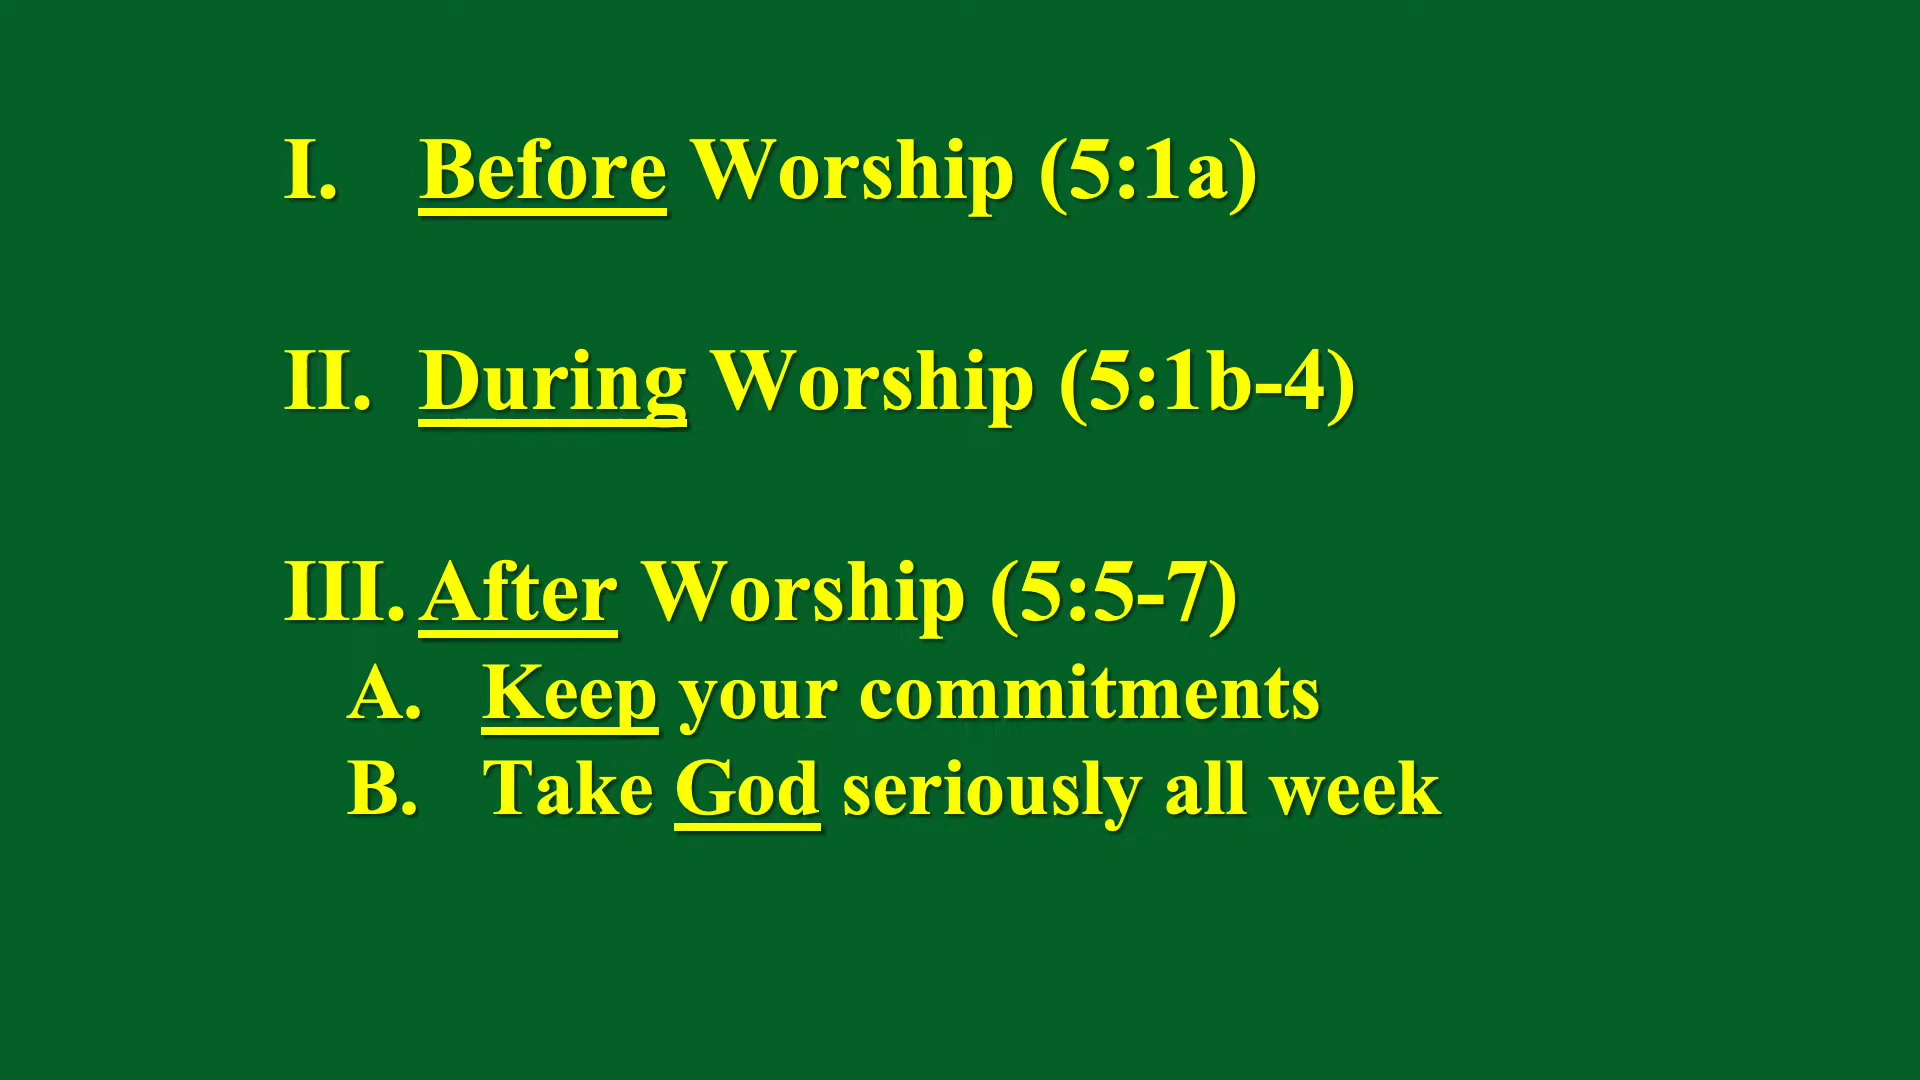 I. Before Worship (5:1a)
II. During Worship (5:1b-4)
III. After Worship (5:5-7)
A. Keep your commitments
B. Take God seriously all week